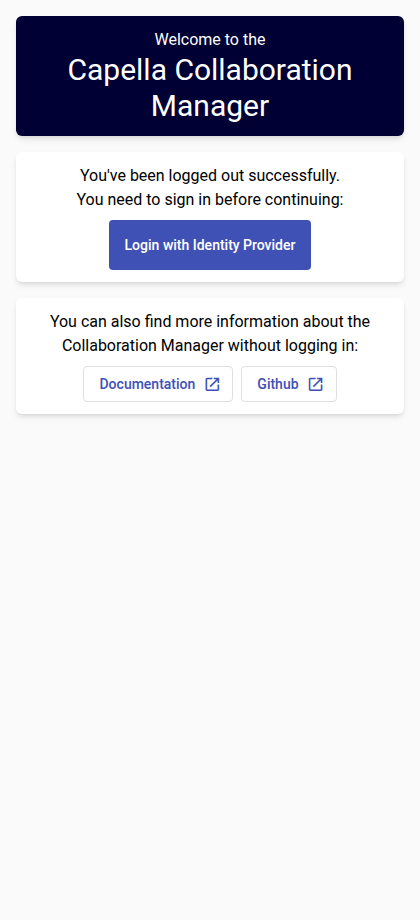 Welcome to the
Capella Collaboration
Manager
You've been logged out successfully.
You need to sign in before continuing:
Login with Identity Provider
You can also find more information about the
Collaboration Manager without logging in:
Documentation
Github